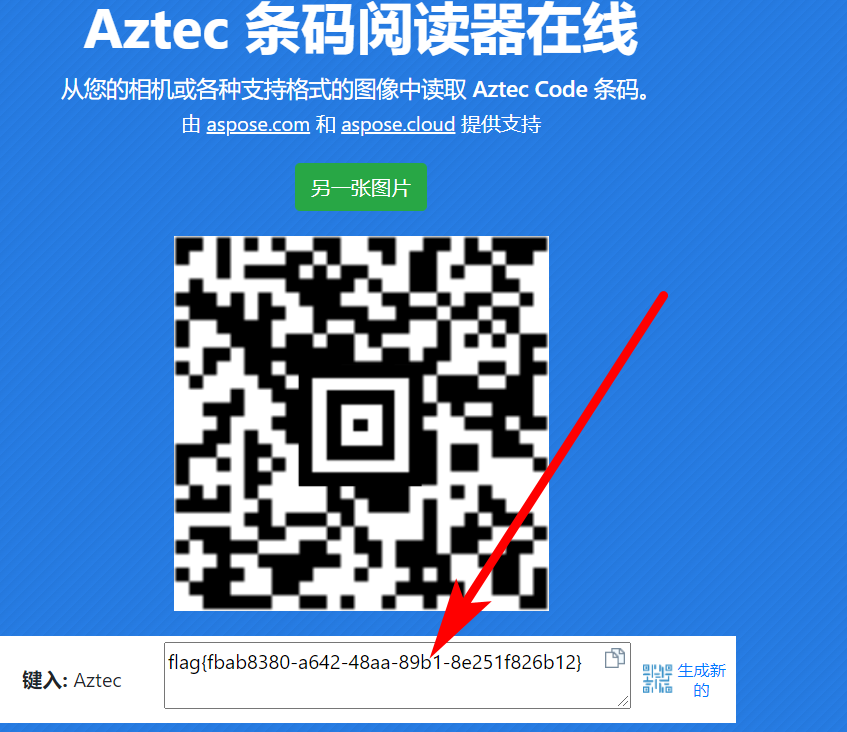 Aztec 条码阅读器在线
从您的相机或各种支持格式的图像中读取 Aztec Code 条码。
由 aspose.com 和 aspose.cloud 提供支持
另一张图片
键入: Aztec
flag{fbab8380-a642-48aa-89b1-8e251f826b12}
生成新
的